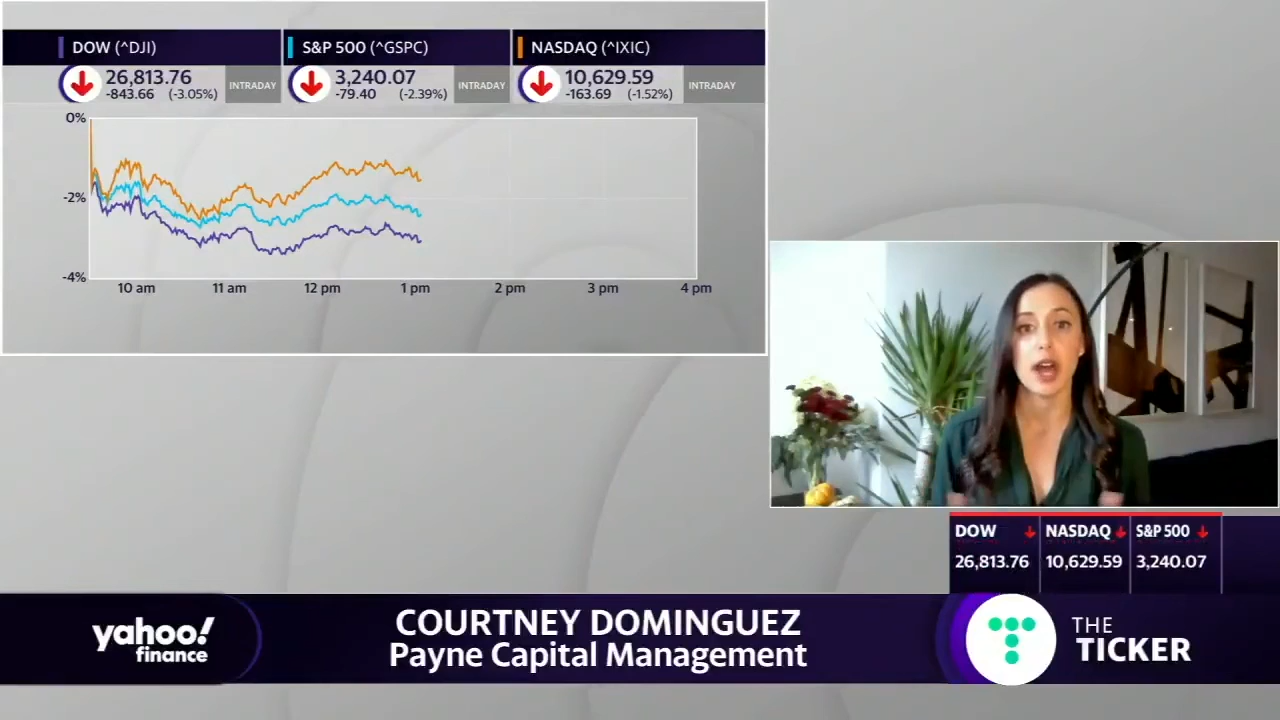 DOW (^DJI)
26,813.76
-843.66 (-3.05%)
INTRADAY
S&P 500 (^GSPC)
3,240.07
-79.40 (-2.39%)
INTRADAY
NASDAQ (^IXIC)
10,629.59
-163.69 (-1.52%)
INTRADAY
0%
-2%
-4%
10 am 11 am 12 pm 1 pm 2 pm 3 pm 4 pm
DOW NASDAQ S&P 500
26,813.76 10,629.59 3,240.07
yahoo!
finance
COURTNEY DOMINGUEZ
Payne Capital Management
THE
TICKER